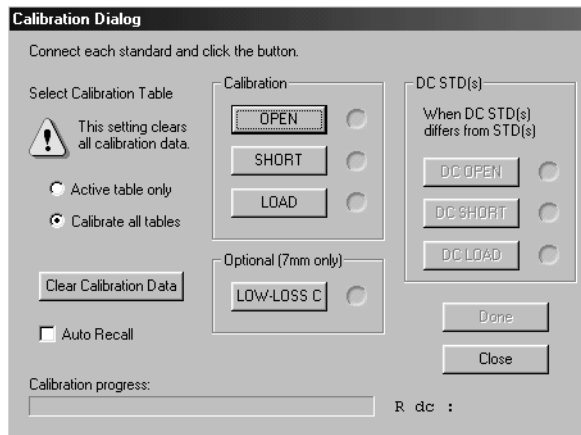 Calibration Dialog
Connect each standard and click the button.
Select Calibration Table
This setting clears
all calibration data.
Active table only
Calibrate all tables
Clear Calibration Data
Auto Recall
Calibration
OPEN
SHORT
LOAD
Optional (7mm only)
LOW-LOSS C
DC STD(s)
When DC STD(s)
differs from STD(s)
DC OPEN
DC SHORT
DC LOAD
Done
Close
Calibration progress:
R dc :